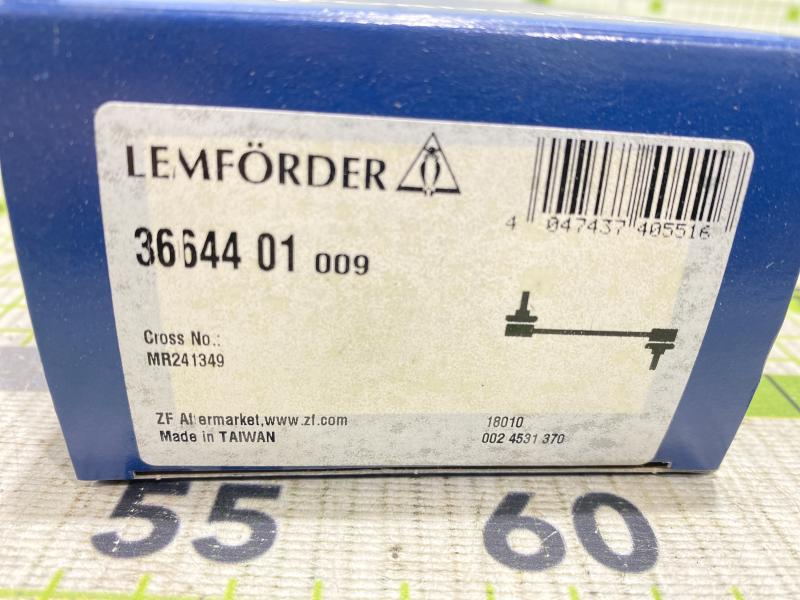 LEMFÖRDER
36644 01 009
4 047437 405516
Cross No.:
MR241349
ZF Aftermarket,www.zf.com
Made in TAIWAN
18010
002 4531 370
55
60